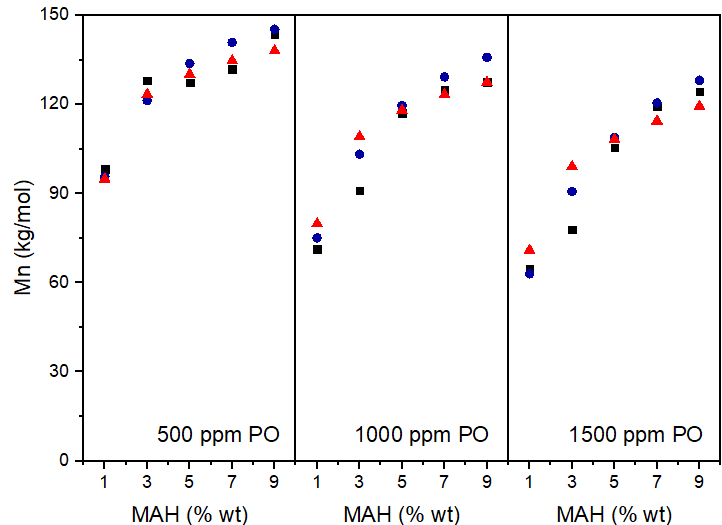 150
120
90
60
30
0
Mn (kg/mol)
500 ppm PO
1000 ppm PO
1500 ppm PO
1 3 5 7 9
1 3 5 7 9
1 3 5 7 9
MAH (% wt)
MAH (% wt)
MAH (% wt)